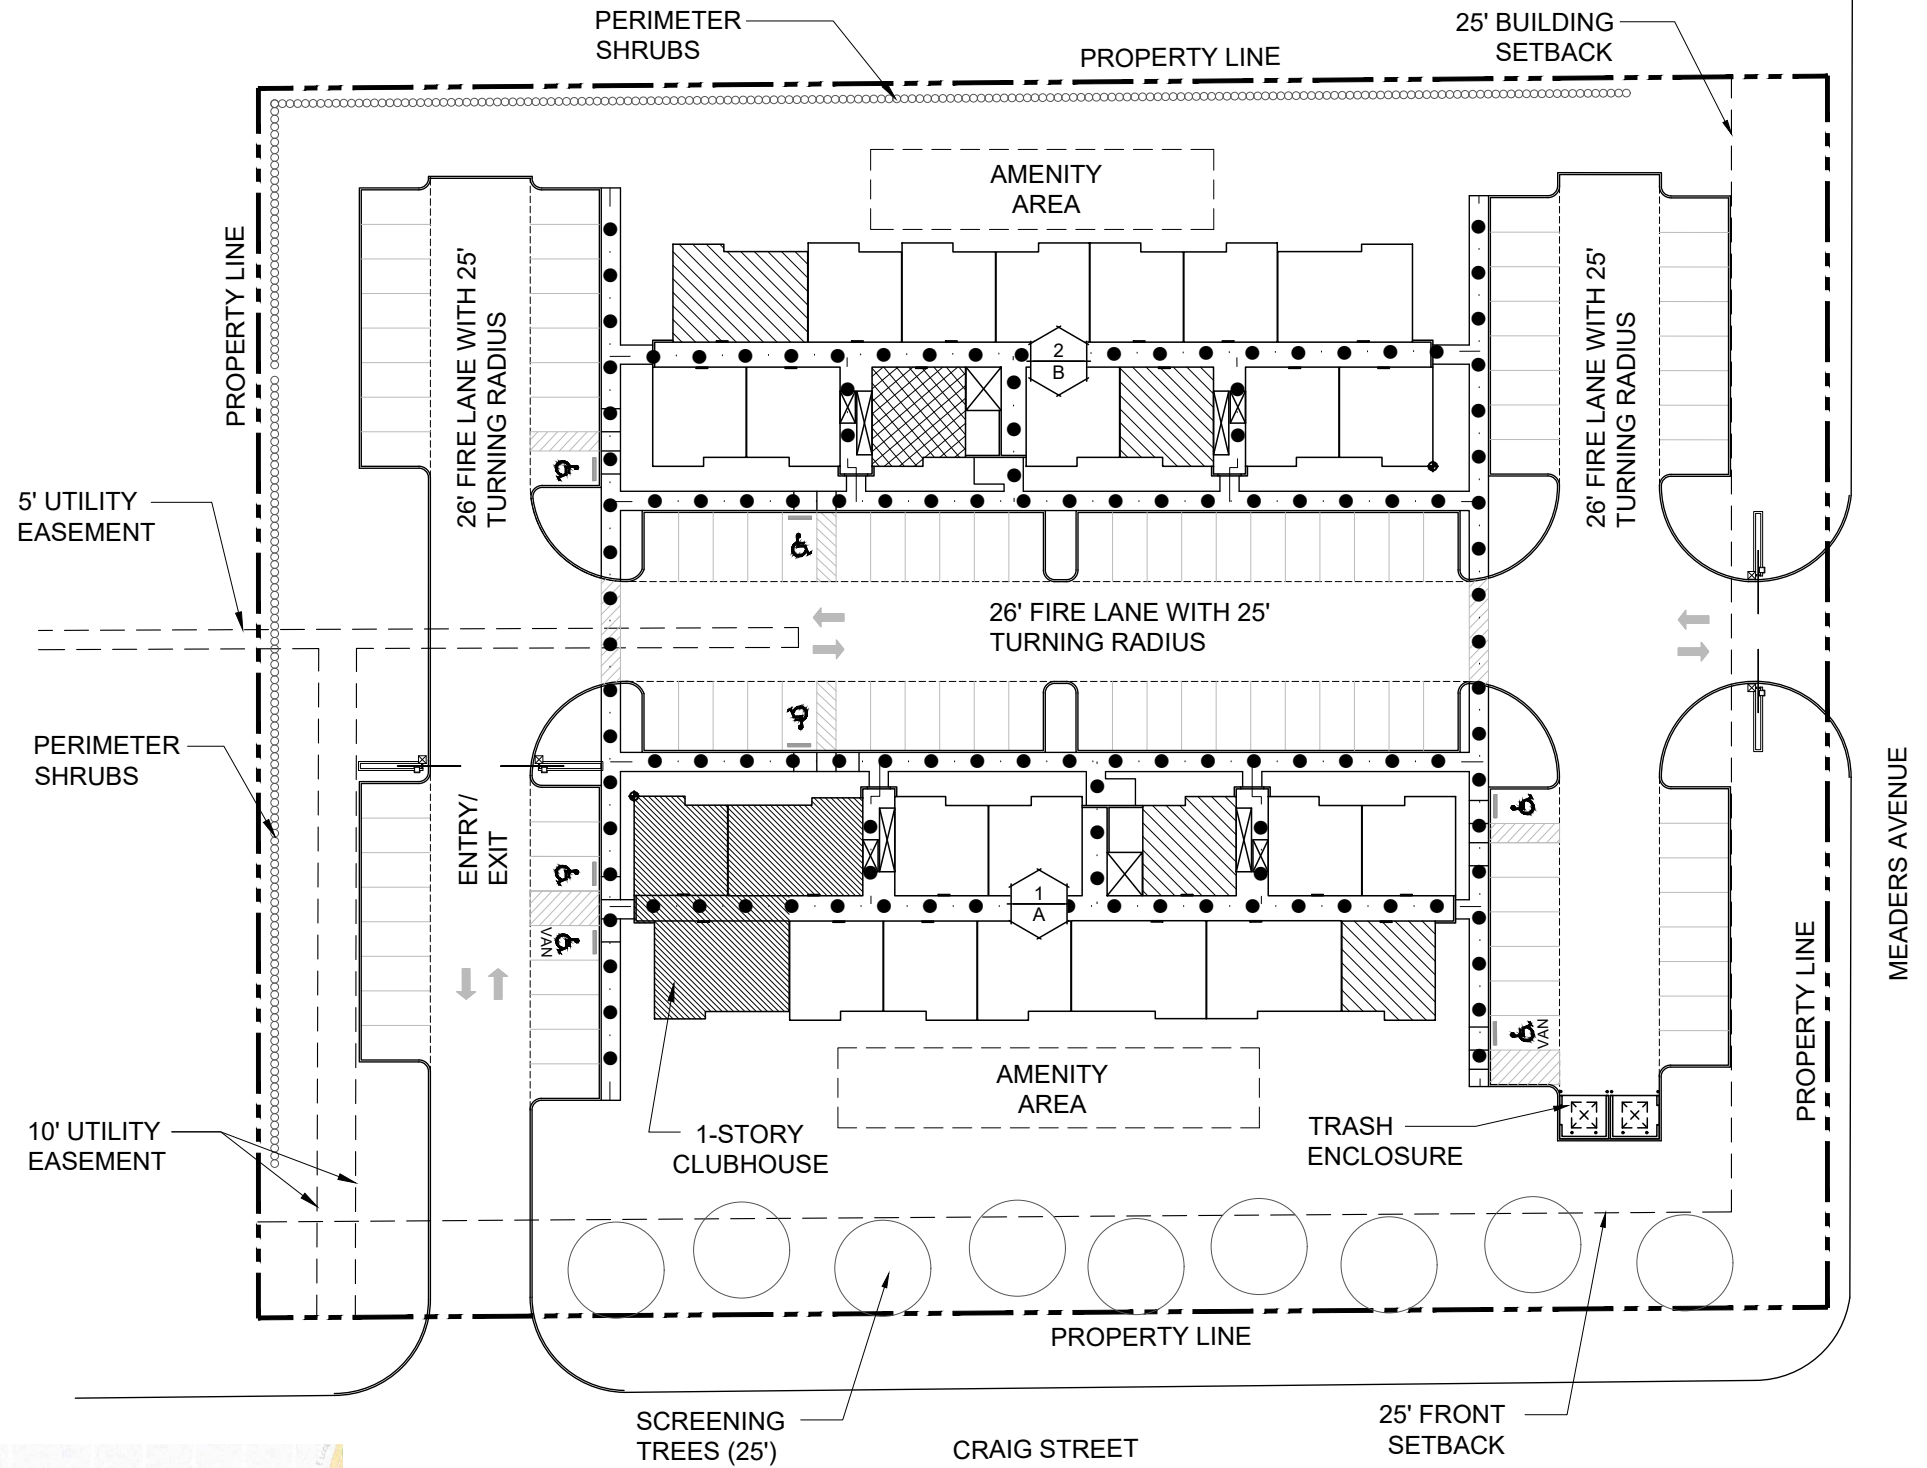 PERIMETER
SHRUBS
PROPERTY LINE
25' BUILDING
SETBACK
AMENITY
AREA
PROPERTY LINE
26' FIRE LANE WITH 25'
TURNING RADIUS
26' FIRE LANE WITH 25'
TURNING RADIUS
2
B
5' UTILITY
EASEMENT
26' FIRE LANE WITH 25'
TURNING RADIUS
PERIMETER
SHRUBS
ENTRY/
EXIT
MEADERS AVENUE
1
A
VAN
PROPERTY LINE
VAN
AMENITY
AREA
10' UTILITY
EASEMENT
1-STORY
CLUBHOUSE
TRASH
ENCLOSURE
PROPERTY LINE
SCREENING
TREES (25')
CRAIG STREET
25' FRONT
SETBACK